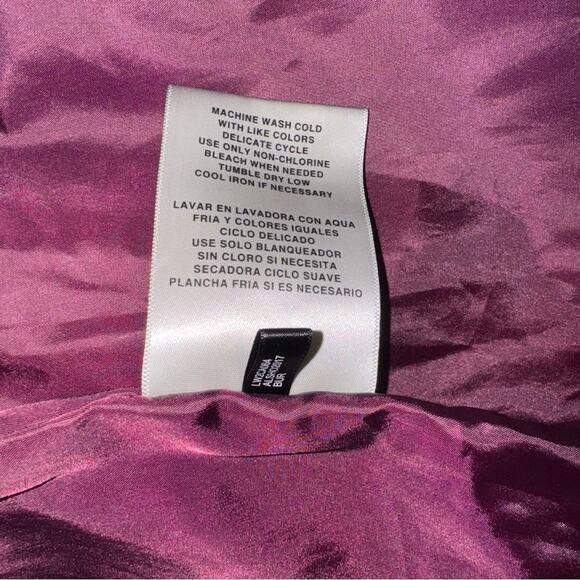 MACHINE WASH COLD
WITH LIKE COLORS
DELICATE CYCLE
USE ONLY NON-CHLORINE
BLEACH WHEN NEEDED
TUMBLE DRY LOW
COOL IRON IF NECESSARY
LAVAR EN LAVADORA CON AQUA
FRIA Y COLORES IGUALES
CICLO DELICADO
USE SOLO BLANQUEADOR
SIN CLORO SI NECESITA
SECADORA CICLO SUAVE
PLANCHA FRIA SI ES NECESARIO
BUR